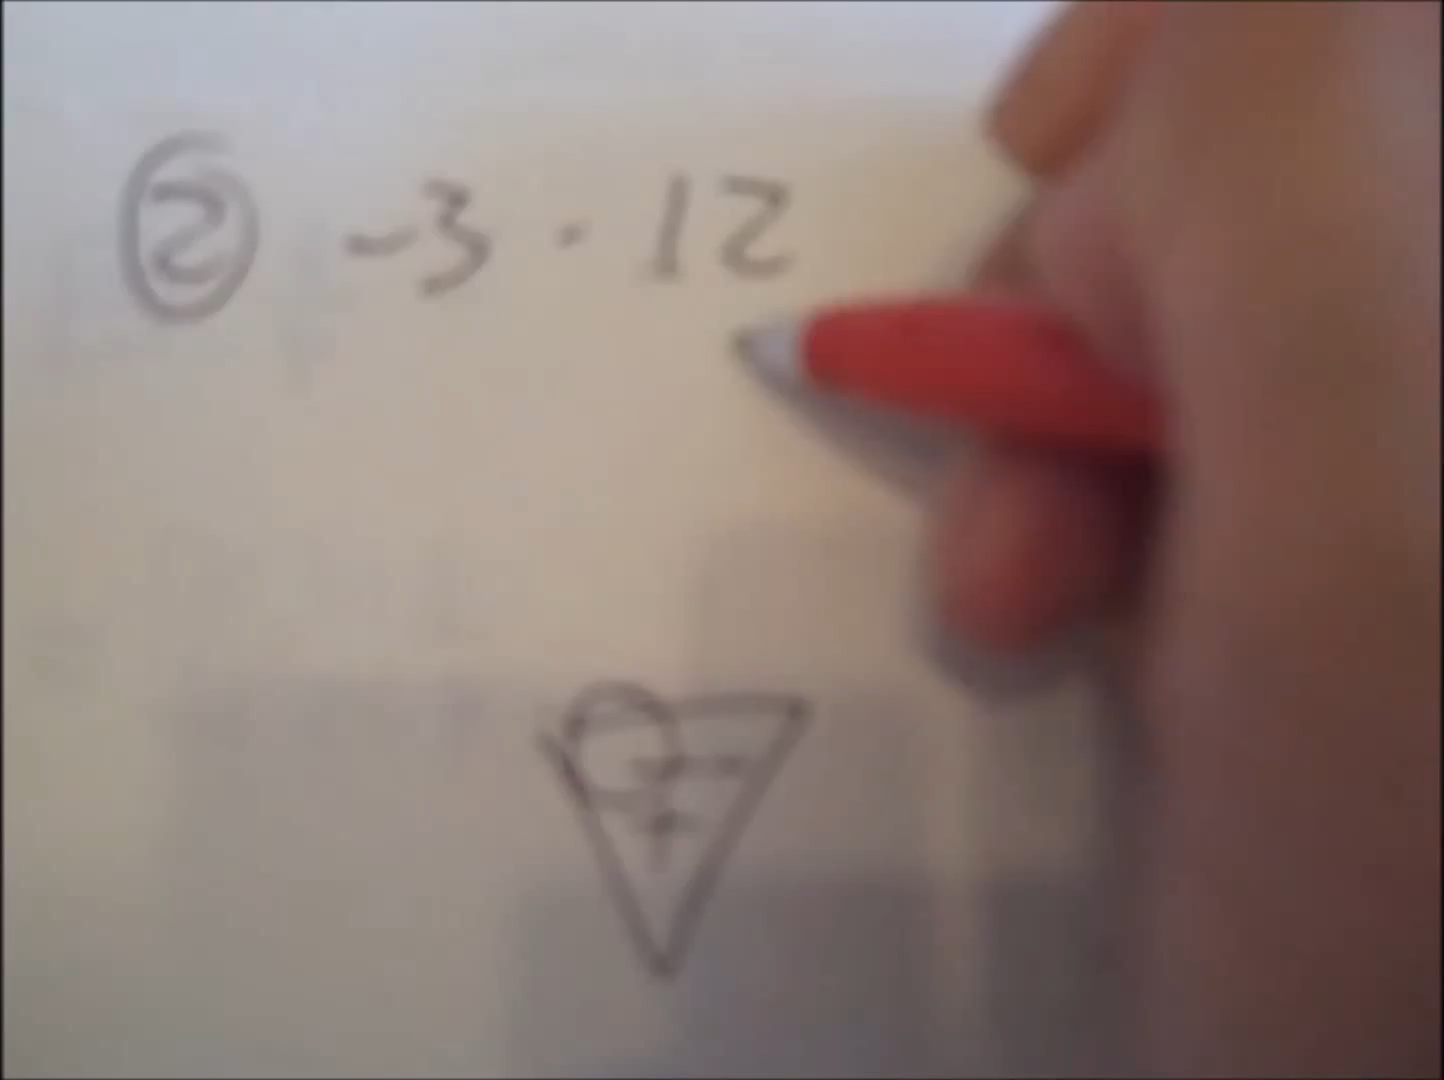 ② -3 · 12
- -
+